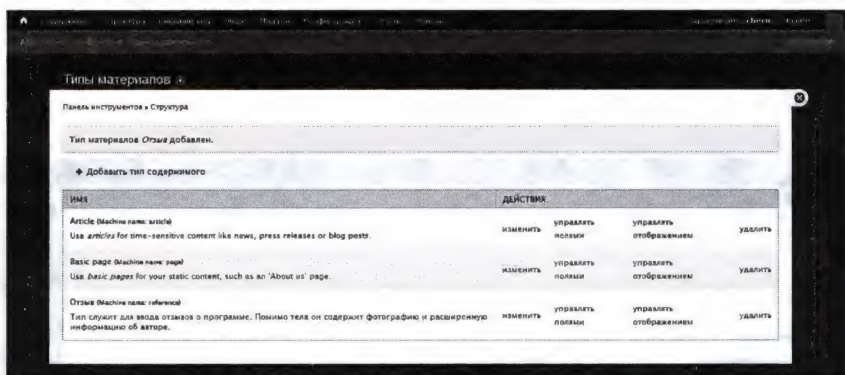 Типы материалов
Панель инструментов » Структура
Тип материалов Отзыв добавлен.
+ Добавить тип содержимого
ИМЯ ДЕЙСТВИЯ
Article (Machine name: article)
Use articles for time-sensitive content like news, press releases or blog posts.
изменить управлять полями управлять отображением удалить
Basic page (Machine name: page)
Use basic pages for your static content, such as an 'About us' page.
изменить управлять полями управлять отображением удалить
Отзыв (Machine name: reference)
Тип служит для ввода отзывов о программе. Помимо тела он содержит фотографию и расширенную
информацию об авторе.
изменить управлять полями управлять отображением удалить